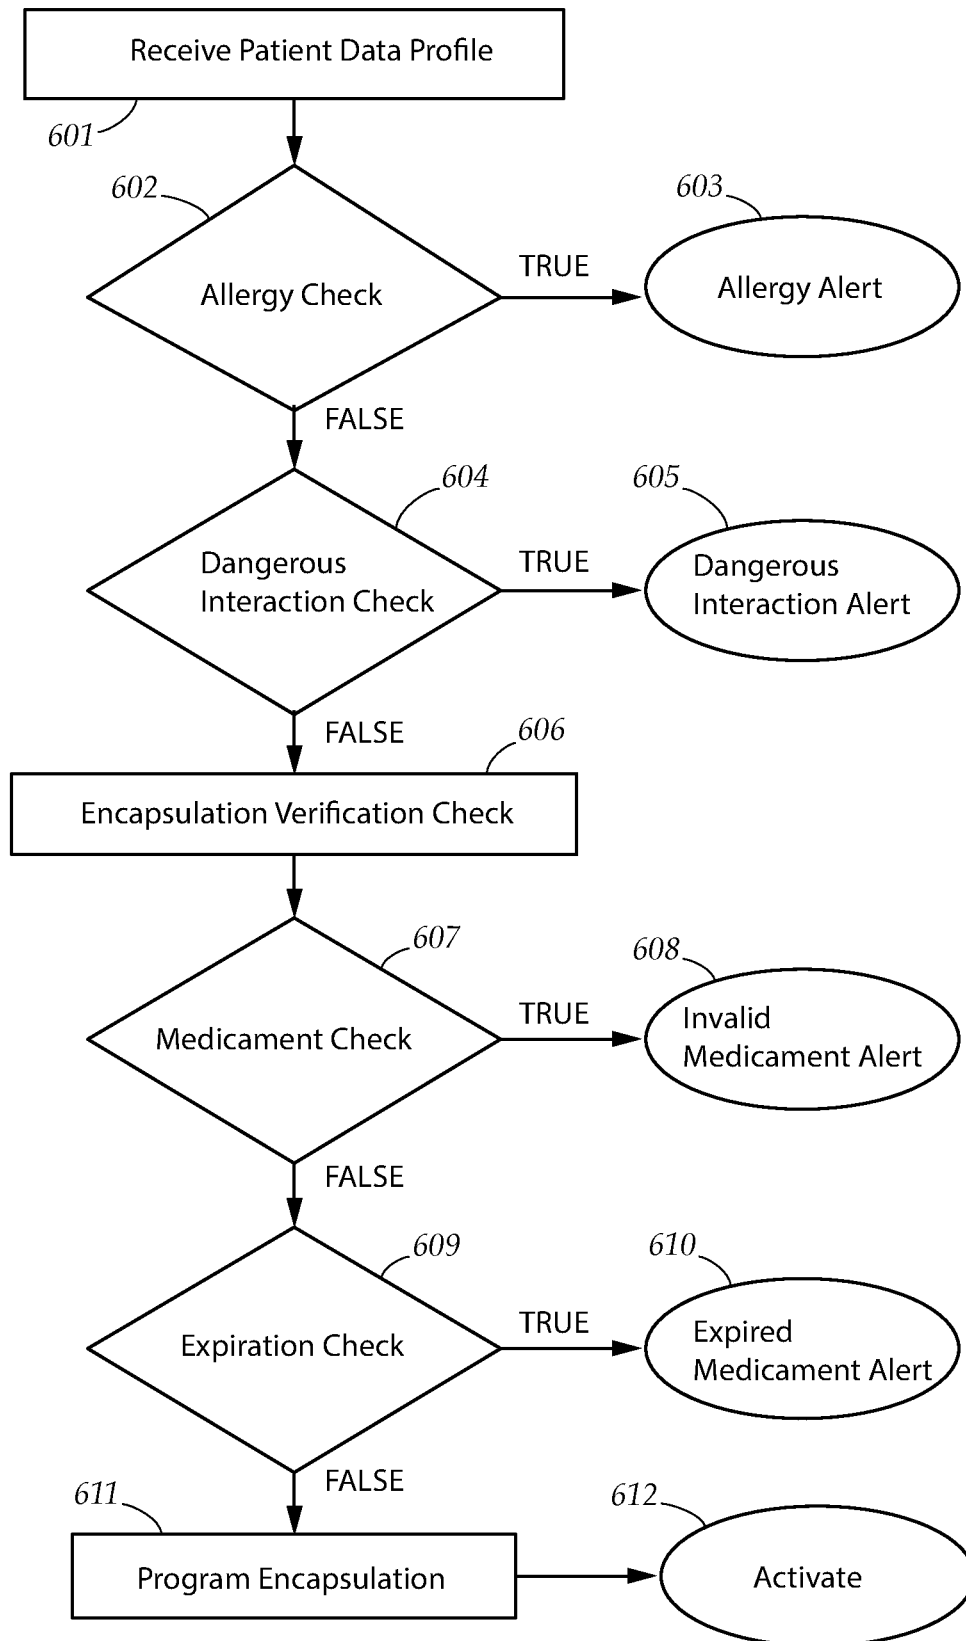 Receive Patient Data Profile
601
602
603
TRUE
Allergy Check
Allergy Alert
FALSE
604
605
TRUE
Dangerous
Interaction Check
Dangerous
Interaction Alert
FALSE
606
Encapsulation Verification Check
607
608
TRUE
Medicament Check
Invalid
Medicament Alert
FALSE
609
610
TRUE
Expiration Check
Expired
Medicament Alert
FALSE
611
612
Program Encapsulation
Activate